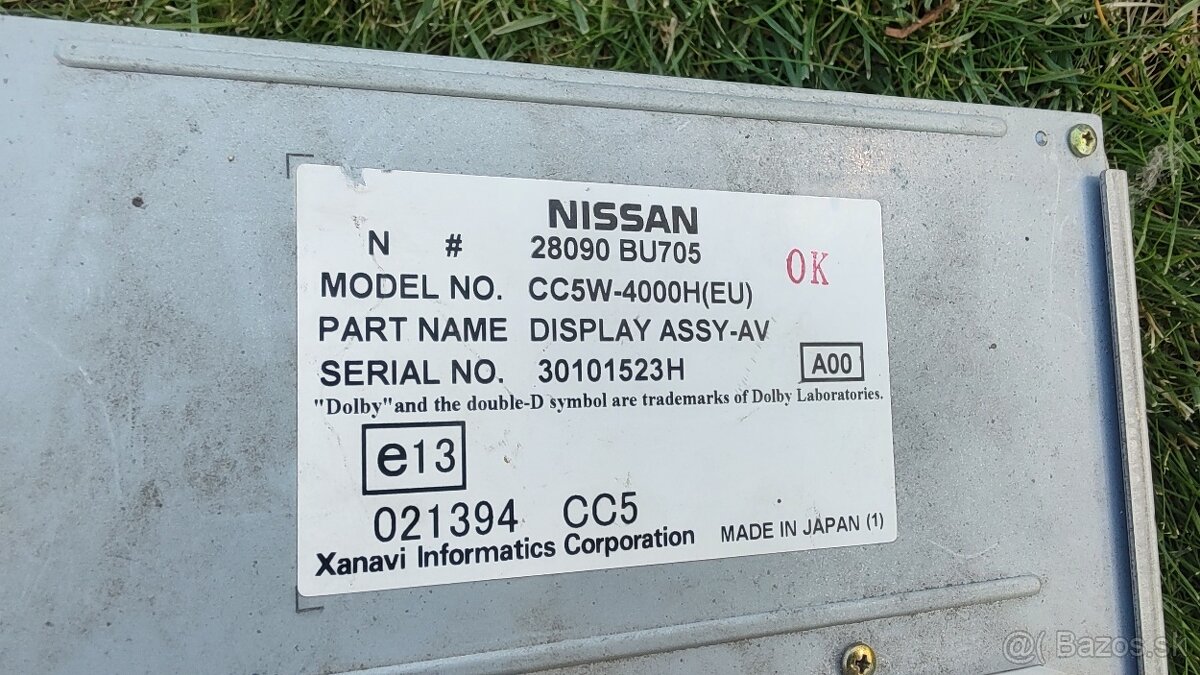 NISSAN
N # 28090 BU705
OK
MODEL NO. CC5W-4000H(EU)
PART NAME DISPLAY ASSY-AV
SERIAL NO. 30101523H
A00
"Dolby"and the double-D symbol are trademarks of Dolby Laboratories.
e13
021394 CC5
Xanavi Informatics Corporation MADE IN JAPAN (1)
@( Bazos.sk